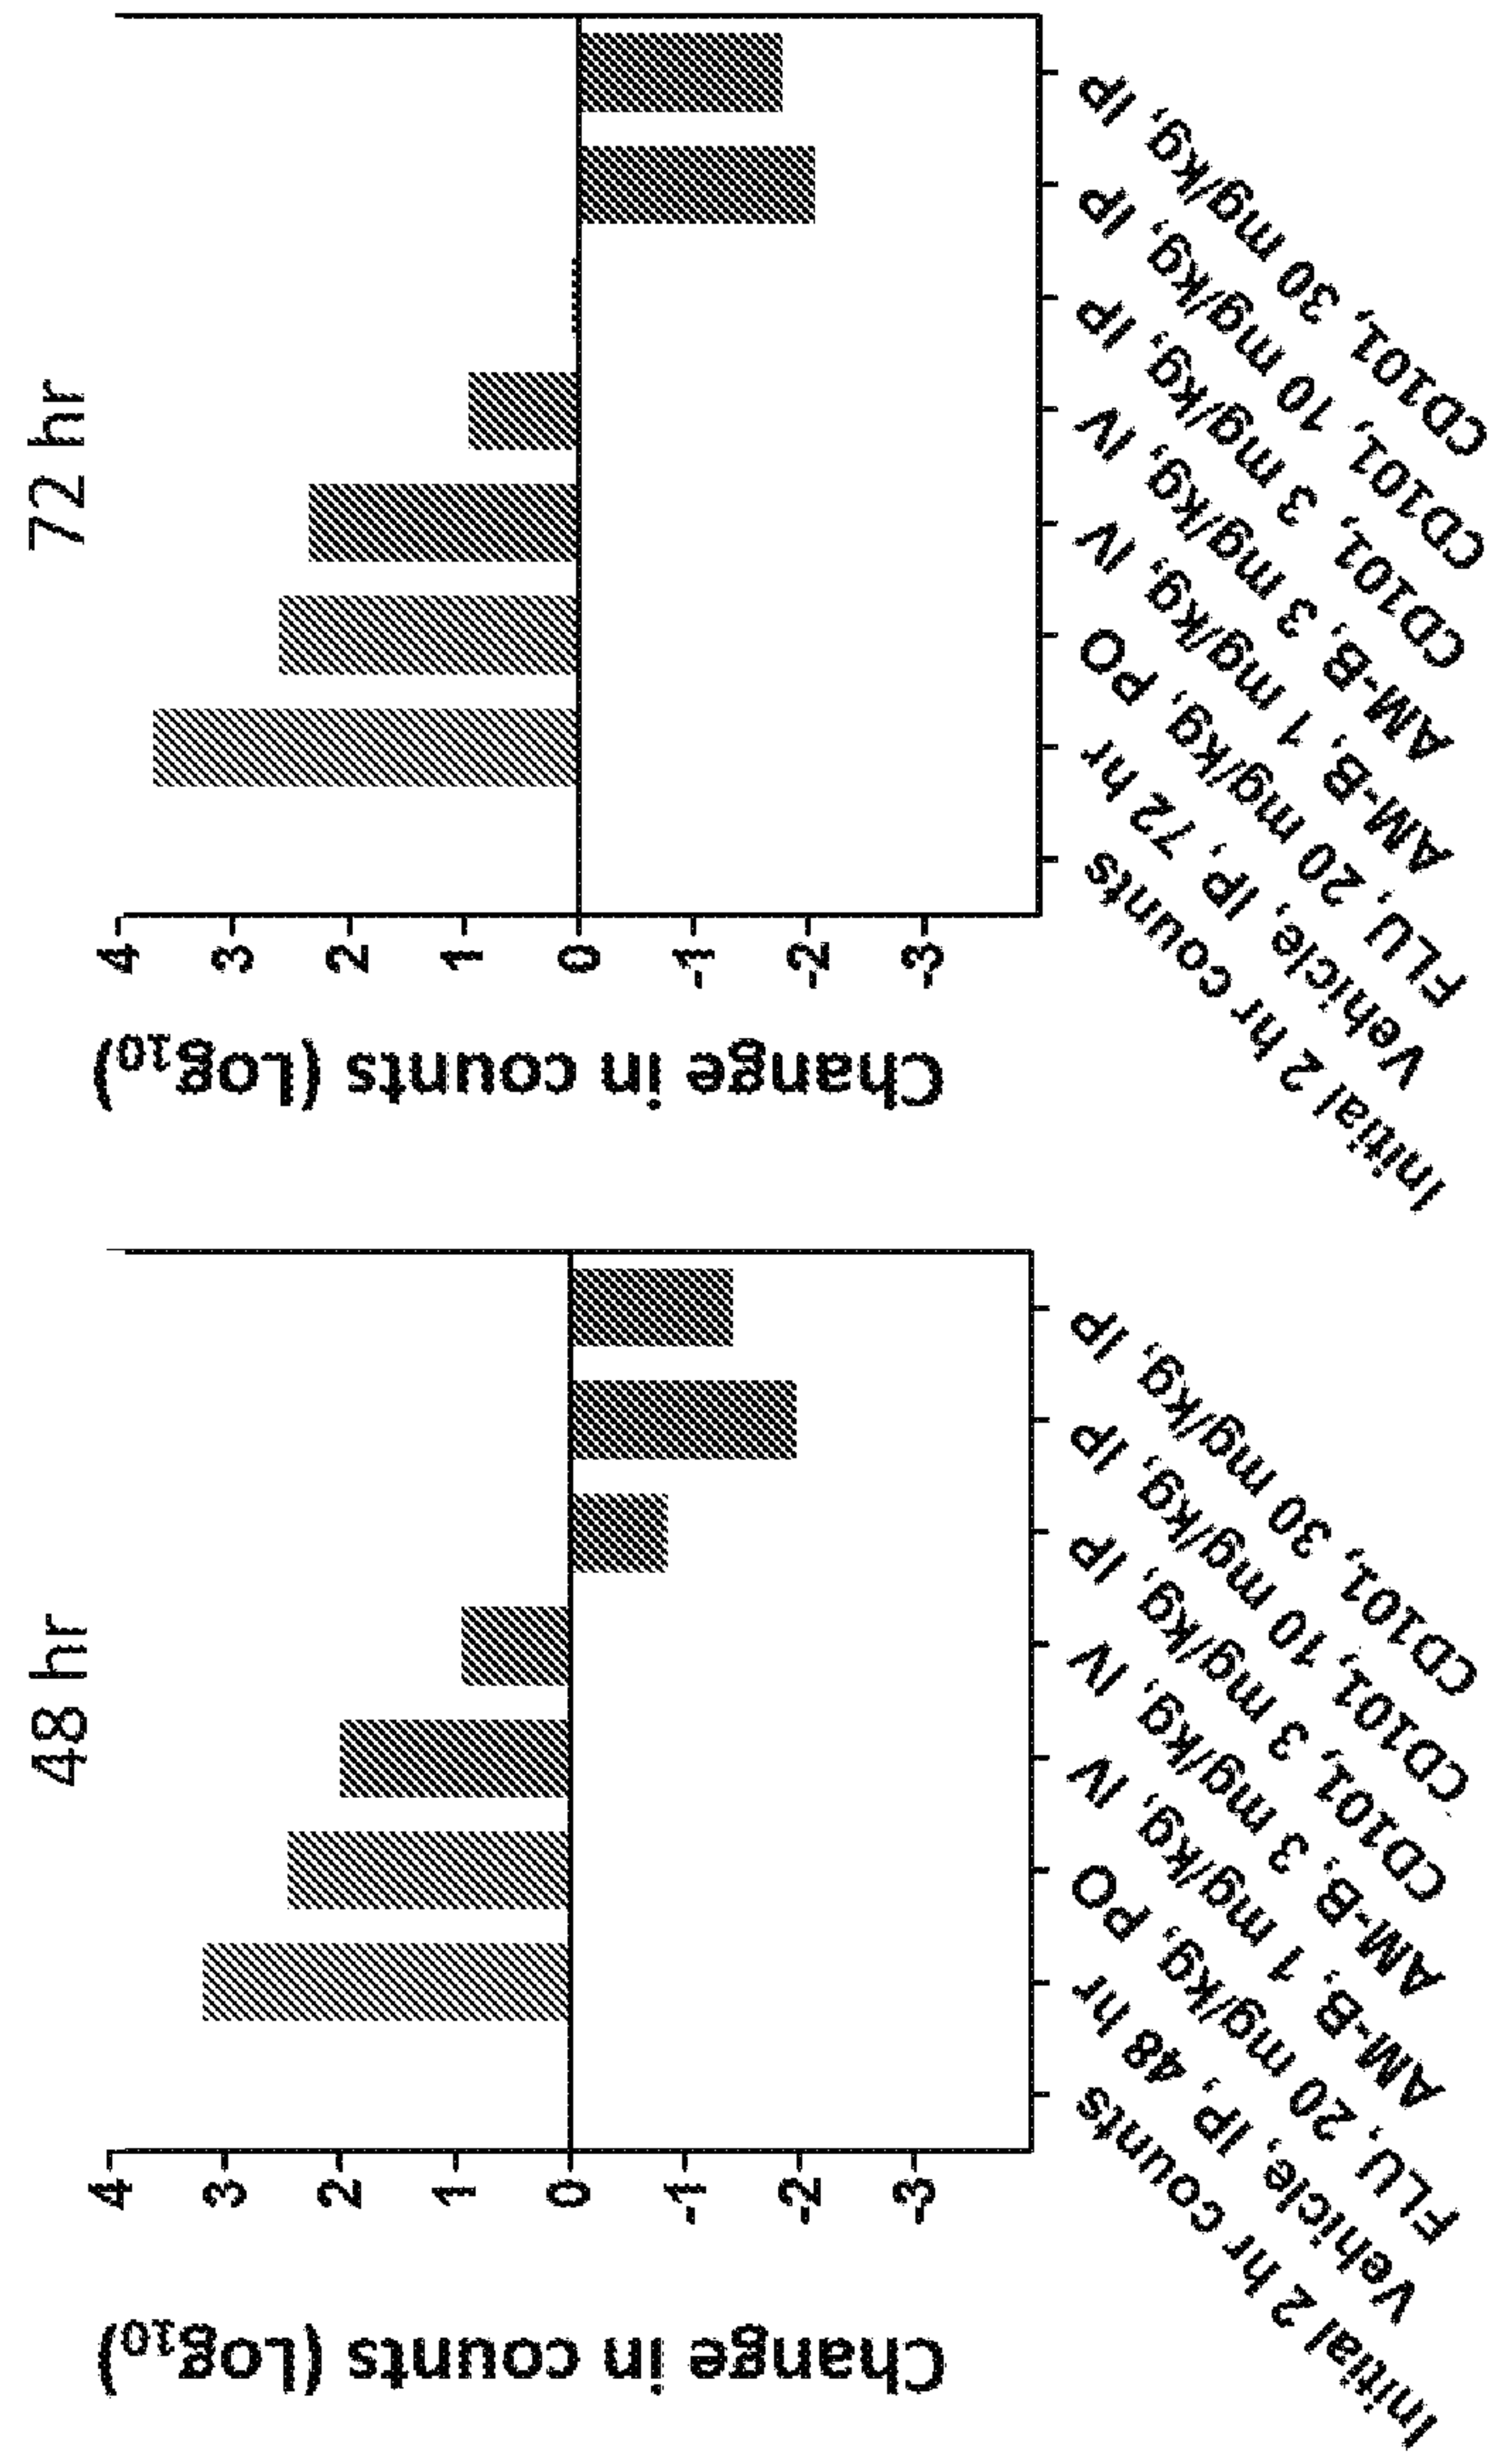 48 hr
Change in counts (Log₁₀)
4
3
2
1
0
-1
-2
-3
Initial 2 hr counts
Vehicle, IP, 48 hr
FLU, 20 mg/kg, PO
AM-B, 1 mg/kg, IV
AM-B, 3 mg/kg, IV
CD101, 3 mg/kg, IP
CD101, 10 mg/kg, IP
CD101, 30 mg/kg, IP
72 hr
Change in counts (Log₁₀)
4
3
2
1
0
-1
-2
-3
Initial 2 hr counts
Vehicle, IP, 72 hr
FLU, 20 mg/kg, PO
AM-B, 1 mg/kg, IV
AM-B, 3 mg/kg, IV
CD101, 3 mg/kg, IP
CD101, 10 mg/kg, IP
CD101, 30 mg/kg, IP